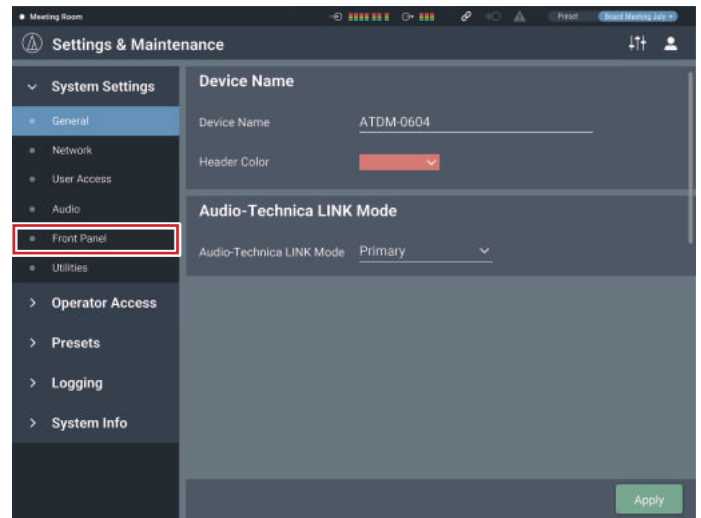 Meeting Room
Preset
Board Meeting July
Settings & Maintenance
System Settings
General
Network
User Access
Audio
Front Panel
Utilities
Operator Access
Presets
Logging
System Info
Device Name
Device Name ATDM-0604
Header Color
Audio-Technica LINK Mode
Audio-Technica LINK Mode Primary
Apply